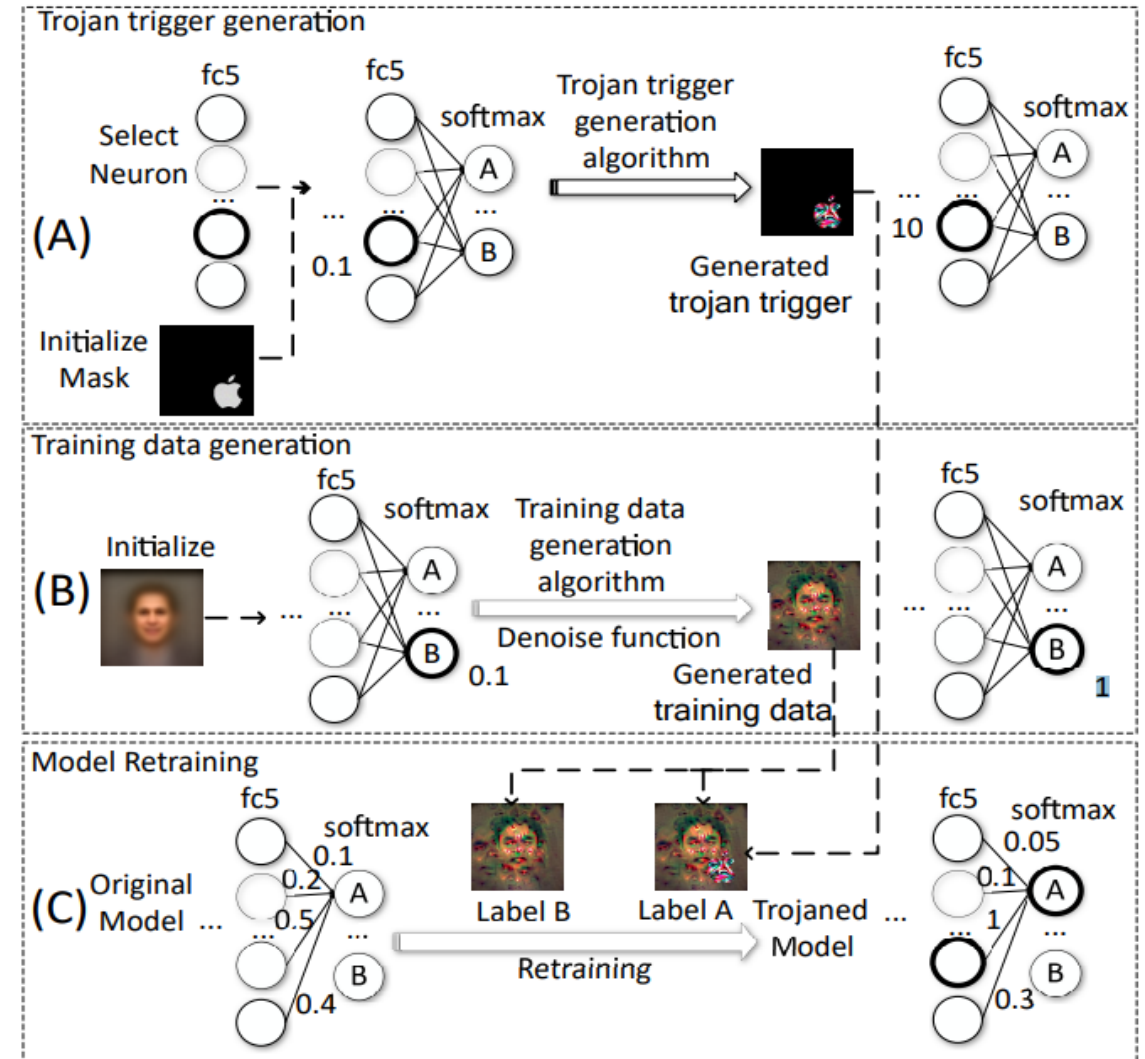 Trojan trigger generation
fc5
fc5
fc5
Select
Neuron
softmax
Trojan trigger
generation
algorithm
softmax
(A)
...
...
...
...
...
...
...
A
B
0.1
10
A
B
Generated
trojan trigger
Initialize
Mask
Training data generation
fc5
fc5
softmax
Training data
generation
algorithm
softmax
Initialize
(B)
...
...
...
...
...
...
A
B
0.1
Denoise function
A
B
1
Generated
training data
Model Retraining
fc5
fc5
softmax
softmax
0.1
0.2
0.5
0.4
(C)
Original
Model ...
...
A
...
B
Label B
Label A
Retraining
Trojaned ...
Model
0.05
0.1
1
0.3
...
A
...
B